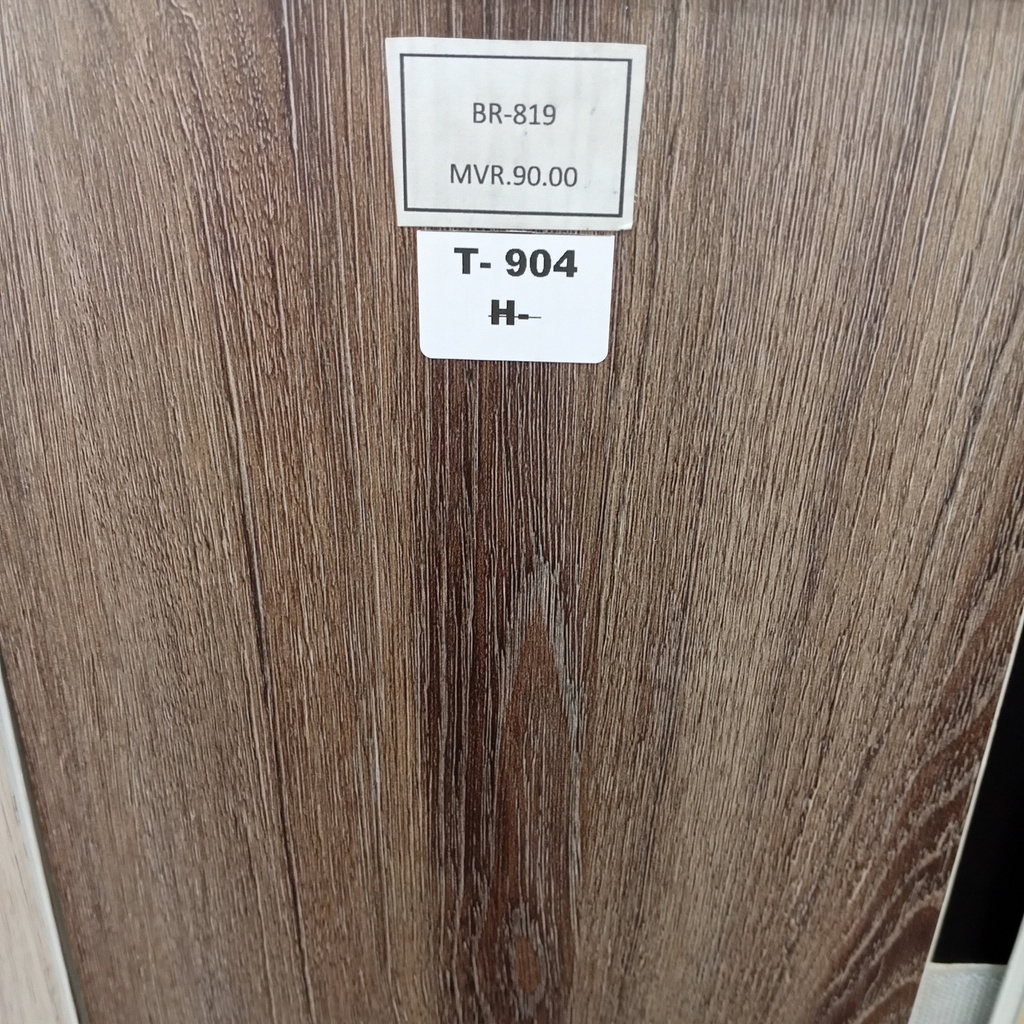 BR-819
MVR.90.00
T- 904
H-